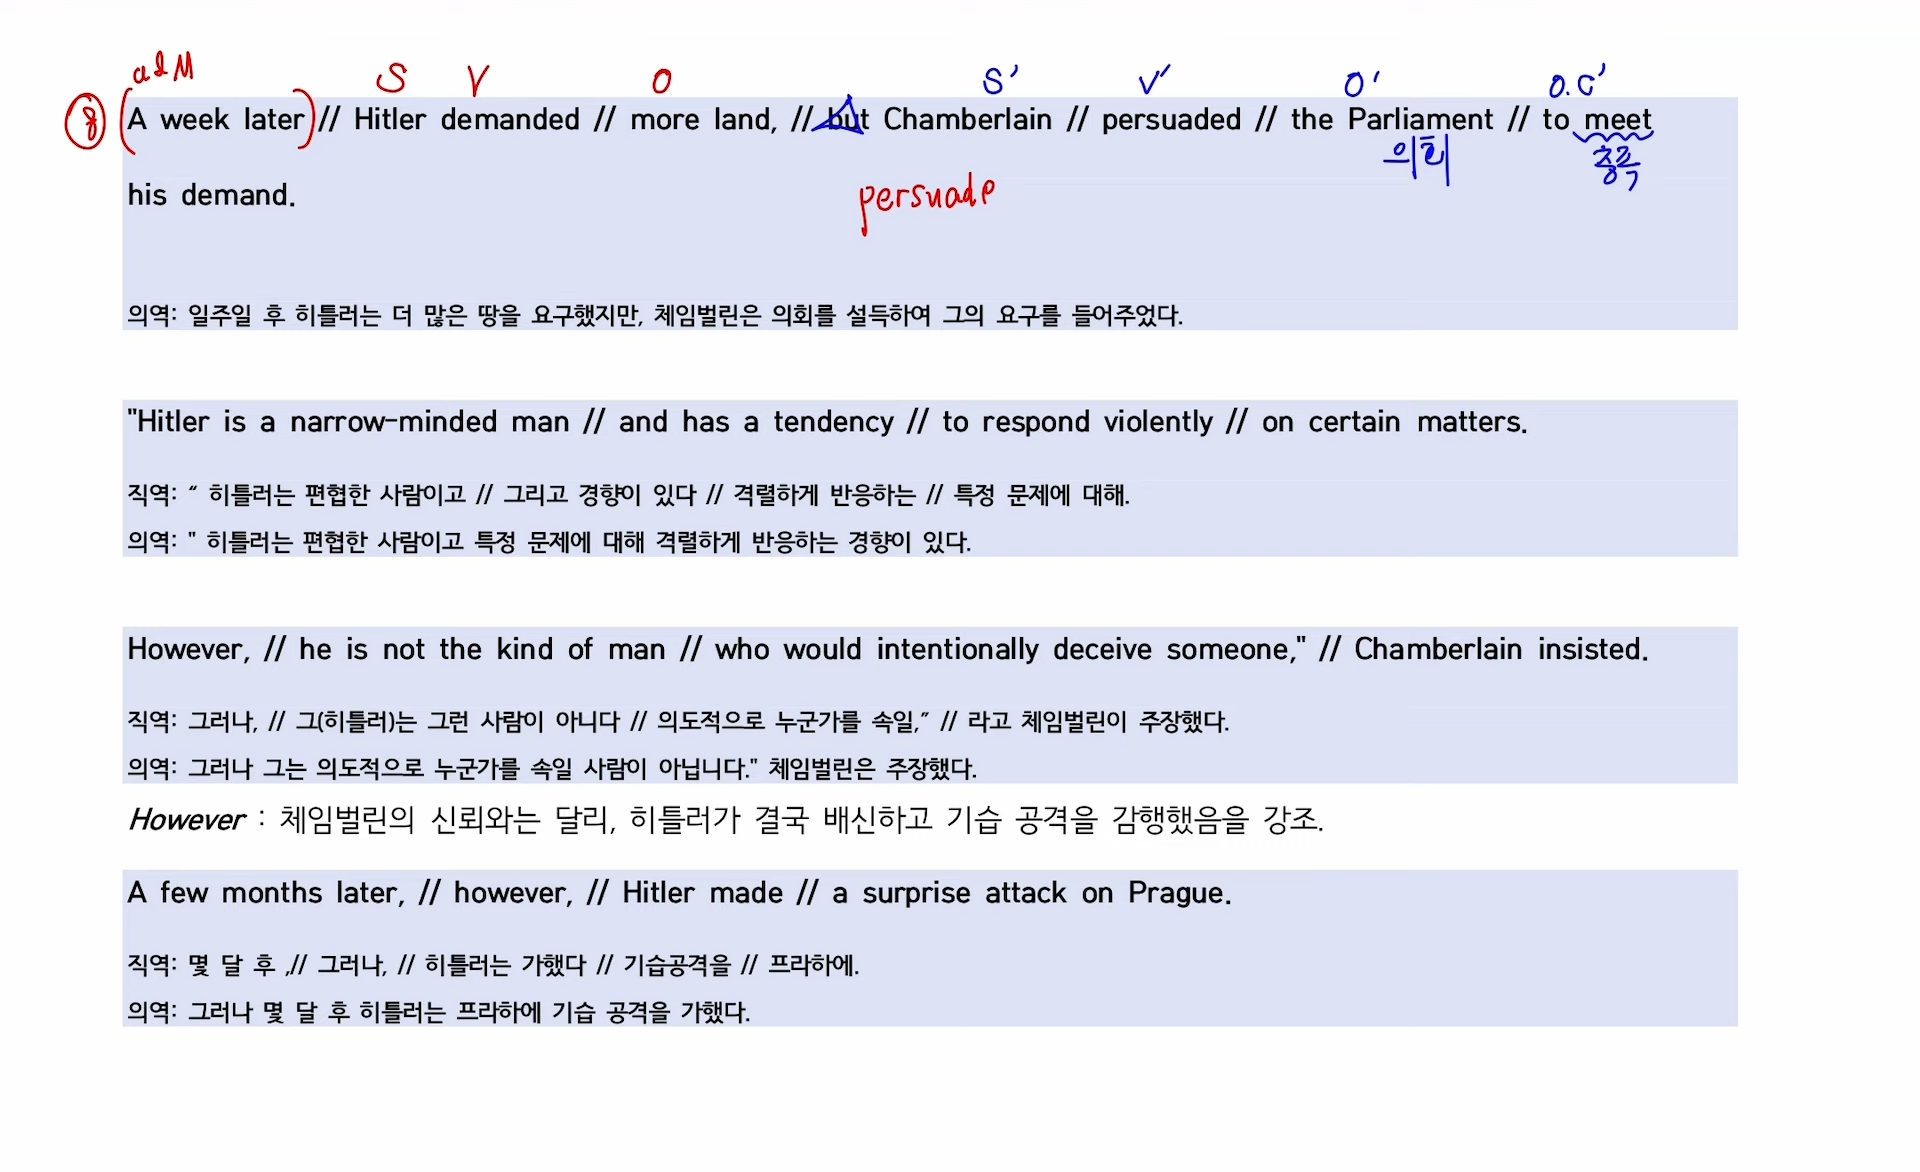 adM S V O S' V' O' O.C'
⑧ (A week later) // Hitler demanded // more land, // but Chamberlain // persuaded // the Parliament // to meet
의회 충족
his demand.
persuade
의역: 일주일 후 히틀러는 더 많은 땅을 요구했지만, 체임벌린은 의회를 설득하여 그의 요구를 들어주었다.
"Hitler is a narrow-minded man // and has a tendency // to respond violently // on certain matters.
직역: “ 히틀러는 편협한 사람이고 // 그리고 경향이 있다 // 격렬하게 반응하는 // 특정 문제에 대해.
의역: " 히틀러는 편협한 사람이고 특정 문제에 대해 격렬하게 반응하는 경향이 있다.
However, // he is not the kind of man // who would intentionally deceive someone," // Chamberlain insisted.
직역: 그러나, // 그(히틀러)는 그런 사람이 아니다 // 의도적으로 누군가를 속일,” // 라고 체임벌린이 주장했다.
의역: 그러나 그는 의도적으로 누군가를 속일 사람이 아닙니다." 체임벌린은 주장했다.
However : 체임벌린의 신뢰와는 달리, 히틀러가 결국 배신하고 기습 공격을 감행했음을 강조.
A few months later, // however, // Hitler made // a surprise attack on Prague.
직역: 몇 달 후 ,// 그러나, // 히틀러는 가했다 // 기습공격을 // 프라하에.
의역: 그러나 몇 달 후 히틀러는 프라하에 기습 공격을 가했다.